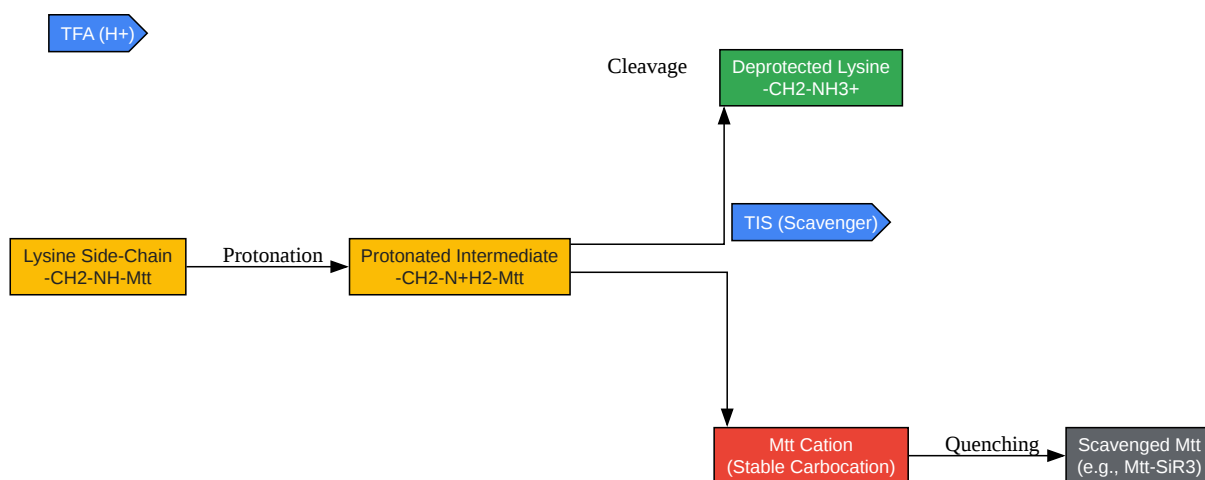 TFA (H+)
Cleavage
Deprotected Lysine
-CH2-NH3+
TIS (Scavenger)
Lysine Side-Chain
-CH2-NH-Mtt
Protonation
Protonated Intermediate
-CH2-N+H2-Mtt
Mtt Cation
(Stable Carbocation)
Quenching
Scavenged Mtt
(e.g., Mtt-SiR3)